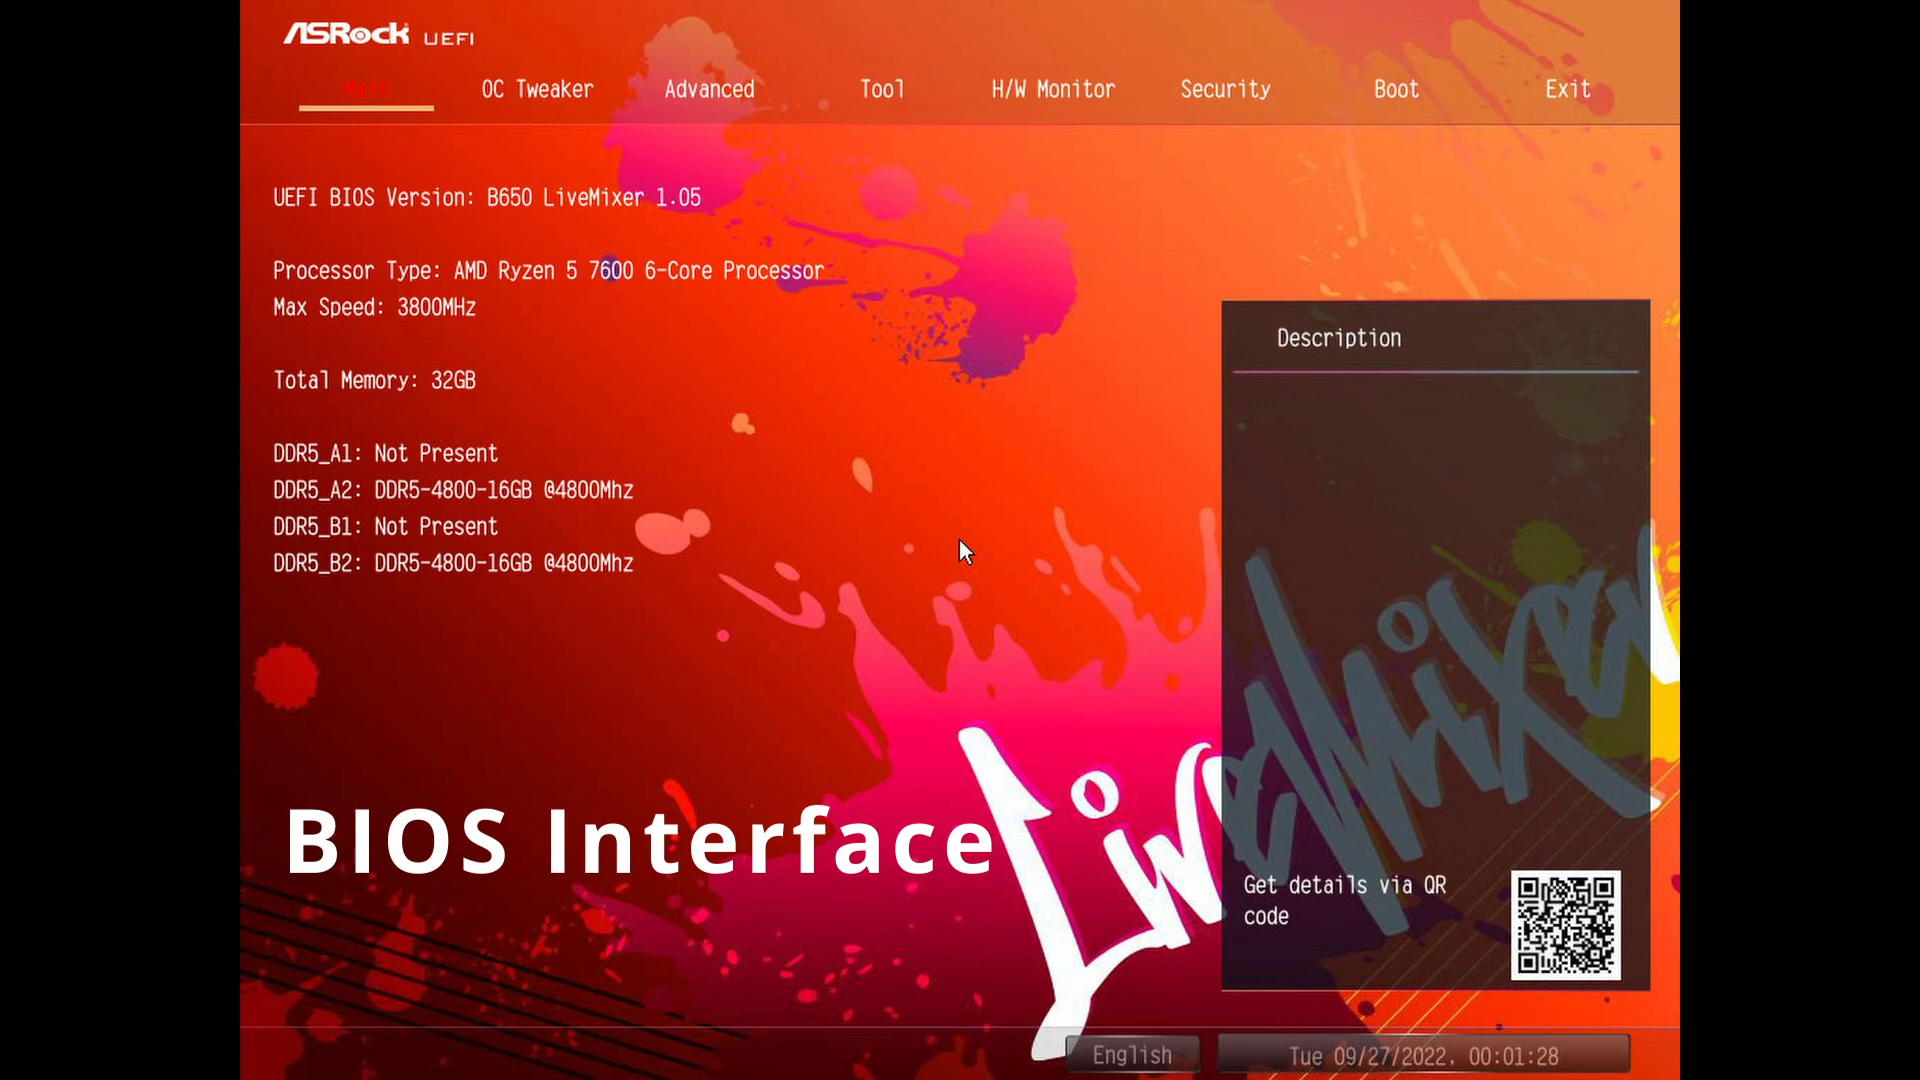 ASRock UEFI
Main OC Tweaker Advanced Tool H/W Monitor Security Boot Exit
UEFI BIOS Version: B650 LiveMixer 1.05
Processor Type: AMD Ryzen 5 7600 6-Core Processor
Max Speed: 3800MHz
Total Memory: 32GB
DDR5_A1: Not Present
DDR5_A2: DDR5-4800-16GB @4800Mhz
DDR5_B1: Not Present
DDR5_B2: DDR5-4800-16GB @4800Mhz
Description
LiveMixer
BIOS Interface
Get details via QR
code
English Tue 09/27/2022, 00:01:28